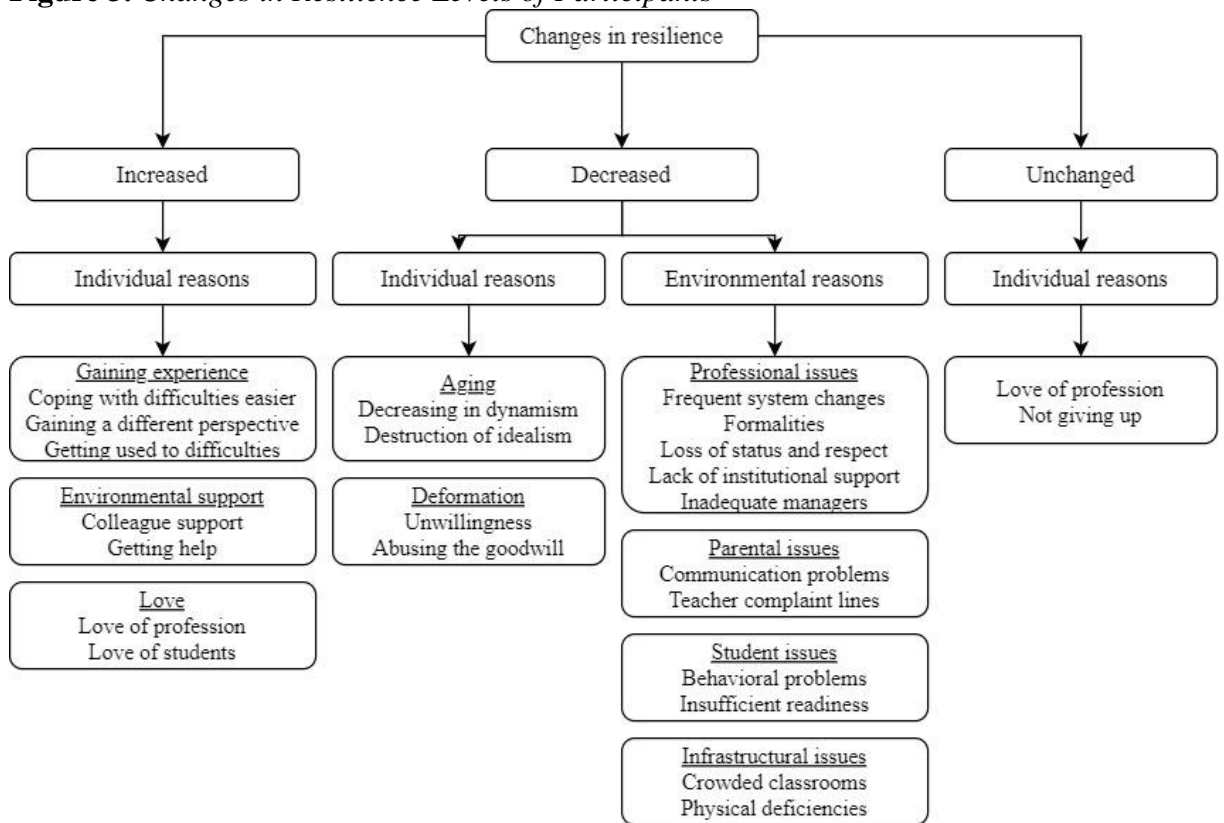 Figure 3. Changes in Resilience Levels of Participants
Changes in resilience
Increased
Decreased
Unchanged
Individual reasons
Individual reasons
Environmental reasons
Individual reasons
Gaining experience
Coping with difficulties easier
Gaining a different perspective
Getting used to difficulties
Environmental support
Colleague support
Getting help
Love
Love of profession
Love of students
Aging
Decreasing in dynamism
Destruction of idealism
Deformation
Unwillingness
Abusing the goodwill
Professional issues
Frequent system changes
Formalities
Loss of status and respect
Lack of institutional support
Inadequate managers
Parental issues
Communication problems
Teacher complaint lines
Student issues
Behavioral problems
Insufficient readiness
Infrastructural issues
Crowded classrooms
Physical deficiencies
Love of profession
Not giving up